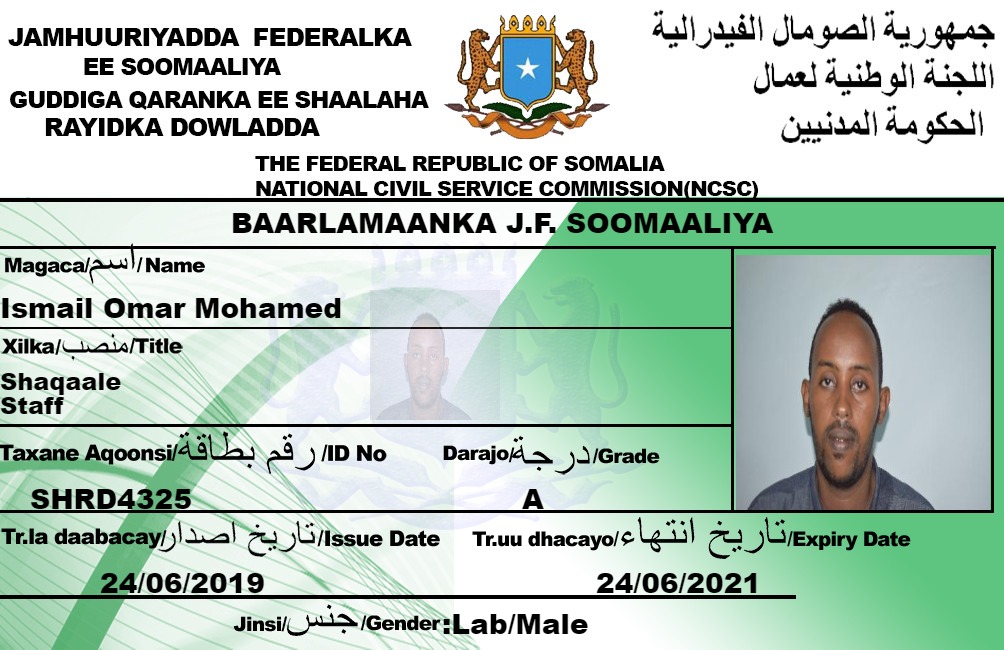 JAMHUURIYADDA FEDERALKA
EE SOOMAALIYA
GUDDIGA QARANKA EE SHAALAHA
RAYIDKA DOWLADDA
جمهورية الصومال الفيدرالية
اللجنة الوطنية لعمال
الحكومة المدنيين
THE FEDERAL REPUBLIC OF SOMALIA
NATIONAL CIVIL SERVICE COMMISSION(NCSC)
BAARLAMAANKA J.F. SOOMAALIYA
Magaca/اسم/Name
Ismail Omar Mohamed
Xilka/منصب/Title
Shaqaale
Staff
Taxane Aqoonsi/رقم بطاقة/ID No
Darajo/درجة/Grade
SHRD4325
A
Tr.la daabacay/تاريخ اصدار/Issue Date
Tr.uu dhacayo/تاريخ انتهاء/Expiry Date
24/06/2019
24/06/2021
Jinsi/جنس/Gender:Lab/Male